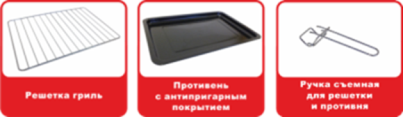 Решетка гриль
Противень
с антипригарным
покрытием
Ручка съемная
для решетки
и противня